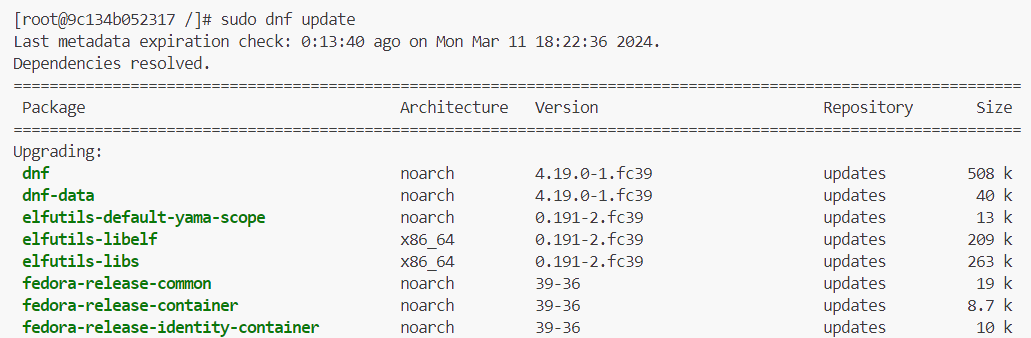 [root@9c134b052317 /]# sudo dnf update
Last metadata expiration check: 0:13:40 ago on Mon Mar 11 18:22:36 2024.
Dependencies resolved.
================================================================================================================
Package Architecture Version Repository Size
================================================================================================================
Upgrading:
dnf noarch 4.19.0-1.fc39 updates 508 k
dnf-data noarch 4.19.0-1.fc39 updates 40 k
elfutils-default-yama-scope noarch 0.191-2.fc39 updates 13 k
elfutils-libelf x86_64 0.191-2.fc39 updates 209 k
elfutils-libs x86_64 0.191-2.fc39 updates 263 k
fedora-release-common noarch 39-36 updates 19 k
fedora-release-container noarch 39-36 updates 8.7 k
fedora-release-identity-container noarch 39-36 updates 10 k